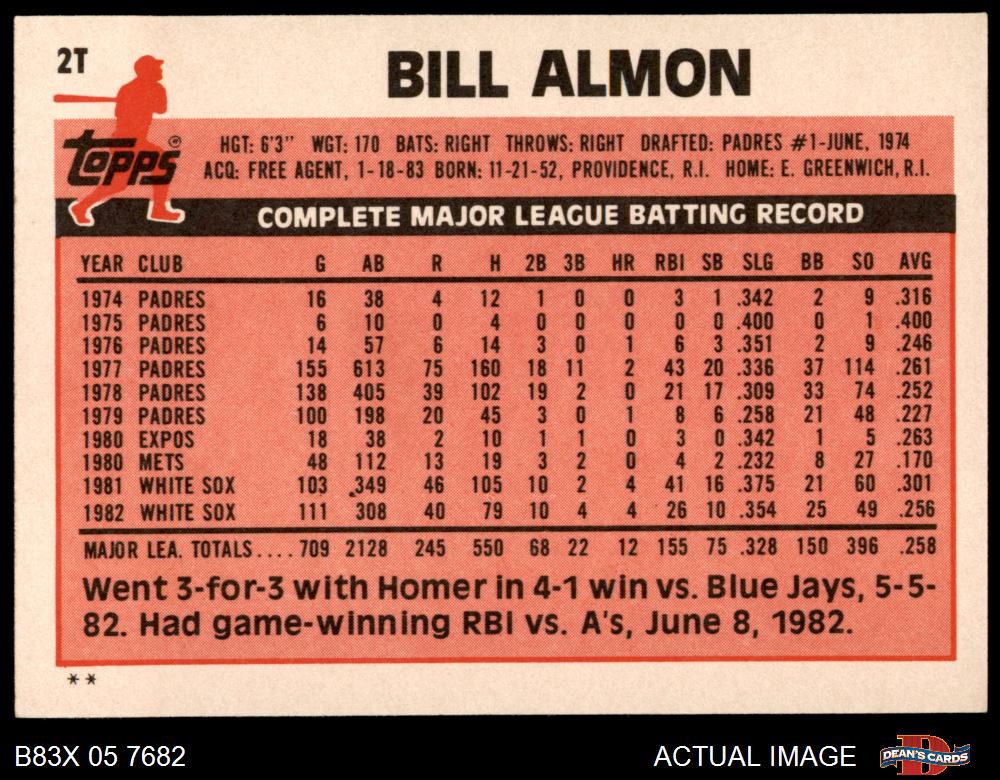 2T
BILL ALMON
topps®
HGT: 6'3" WGT: 170 BATS: RIGHT THROWS: RIGHT DRAFTED: PADRES #1-JUNE, 1974
ACQ: FREE AGENT, 1-18-83 BORN: 11-21-52, PROVIDENCE, R.I. HOME: E. GREENWICH, R.I.
COMPLETE MAJOR LEAGUE BATTING RECORD
YEAR CLUB G AB R H 2B 3B HR RBI SB SLG BB SO AVG
1974 PADRES 16 38 4 12 1 0 0 3 1 .342 2 9 .316
1975 PADRES 6 10 0 4 0 0 0 0 0 .400 0 1 .400
1976 PADRES 14 57 6 14 3 0 1 6 3 .351 2 9 .246
1977 PADRES 155 613 75 160 18 11 2 43 20 .336 37 114 .261
1978 PADRES 138 405 39 102 19 2 0 21 17 .309 33 74 .252
1979 PADRES 100 198 20 45 3 0 1 8 6 .258 21 48 .227
1980 EXPOS 18 38 2 10 1 1 0 3 0 .342 1 5 .263
1980 METS 48 112 13 19 3 2 0 4 2 .232 8 27 .170
1981 WHITE SOX 103 349 46 105 10 2 4 41 16 .375 21 60 .301
1982 WHITE SOX 111 308 40 79 10 4 4 26 10 .354 25 49 .256
MAJOR LEA. TOTALS.... 709 2128 245 550 68 22 12 155 75 .328 150 396 .258
Went 3-for-3 with Homer in 4-1 win vs. Blue Jays, 5-5-
82. Had game-winning RBI vs. A's, June 8, 1982.
**
B83X 05 7682
ACTUAL IMAGE
DEAN'S CARDS